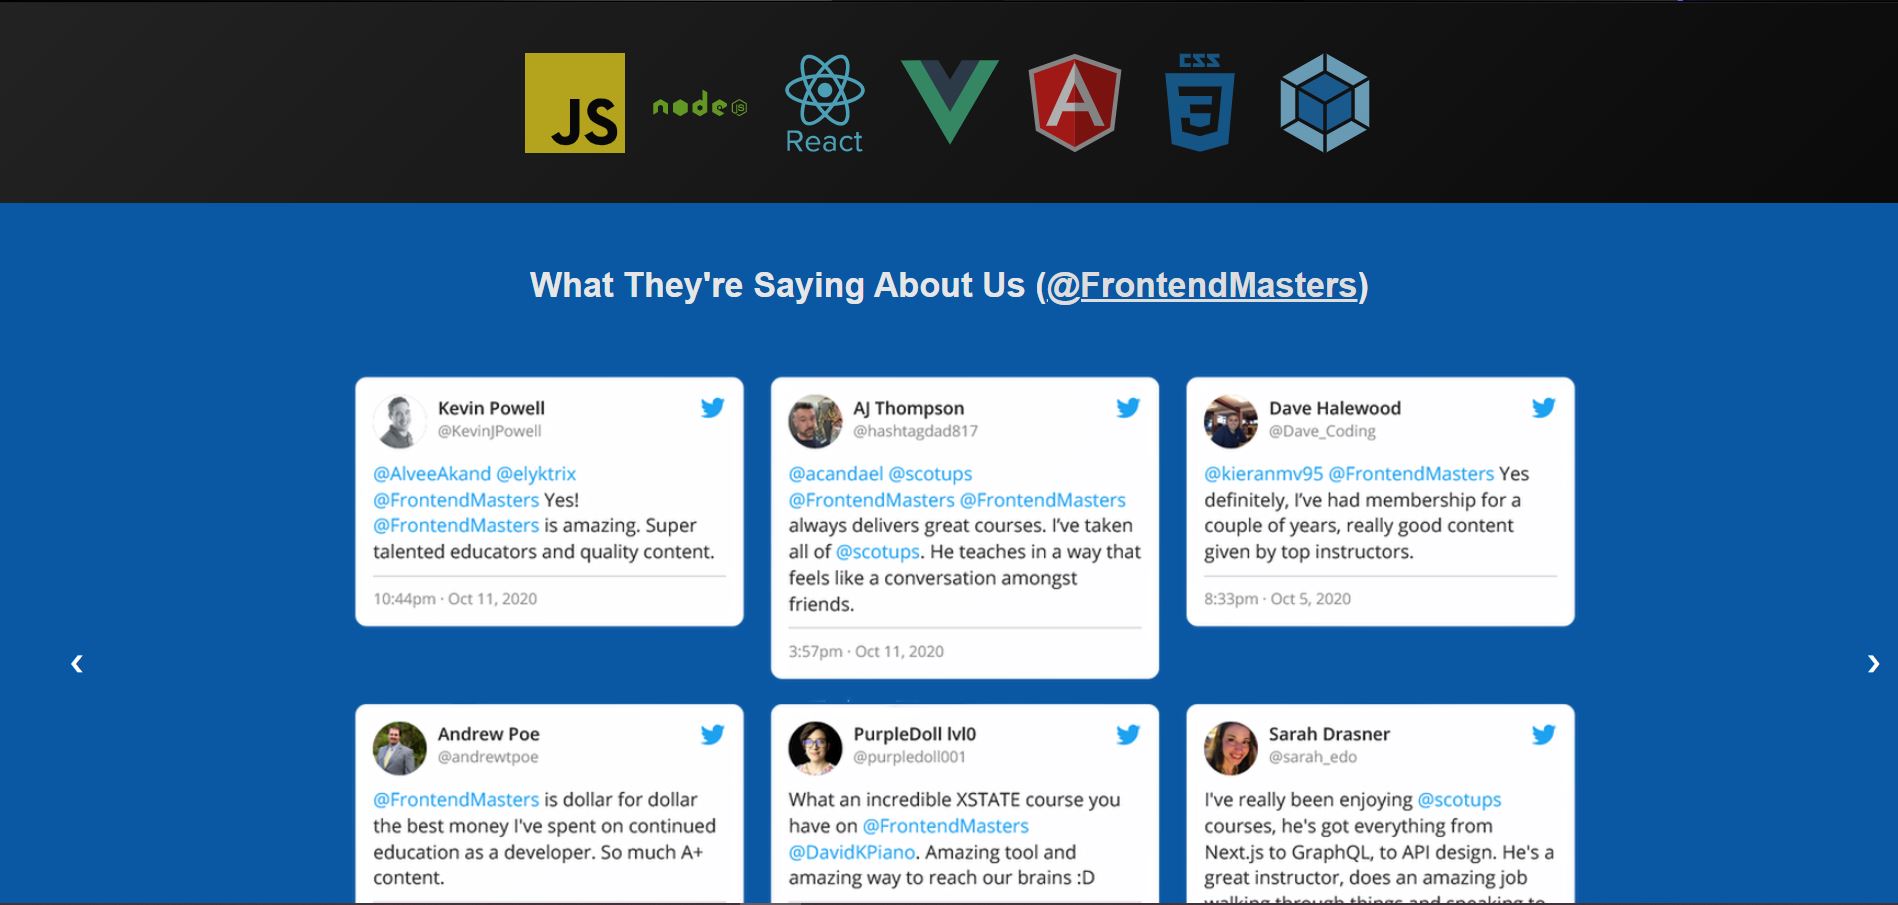 JS
node JS
React
CSS
3
What They're Saying About Us (@FrontendMasters)
Kevin Powell
@KevinJPowell
@AlveeAkand @elyktrix
@FrontendMasters Yes!
@FrontendMasters is amazing. Super
talented educators and quality content.
10:44pm · Oct 11, 2020
AJ Thompson
@hashtagdad817
@acandael @scotups
@FrontendMasters @FrontendMasters
always delivers great courses. I’ve taken
all of @scotups. He teaches in a way that
feels like a conversation amongst
friends.
3:57pm · Oct 11, 2020
Dave Halewood
@Dave_Coding
@kieranmv95 @FrontendMasters Yes
definitely, I’ve had membership for a
couple of years, really good content
given by top instructors.
8:33pm · Oct 5, 2020
‹
›
Andrew Poe
@andrewtpoe
@FrontendMasters is dollar for dollar
the best money I've spent on continued
education as a developer. So much A+
content.
PurpleDoll lvl0
@purpledoll001
What an incredible XSTATE course you
have on @FrontendMasters
@DavidKPiano. Amazing tool and
amazing way to reach our brains :D
Sarah Drasner
@sarah_edo
I've really been enjoying @scotups
courses, he's got everything from
Next.js to GraphQL, to API design. He's a
great instructor, does an amazing job
walking through things and speaking to